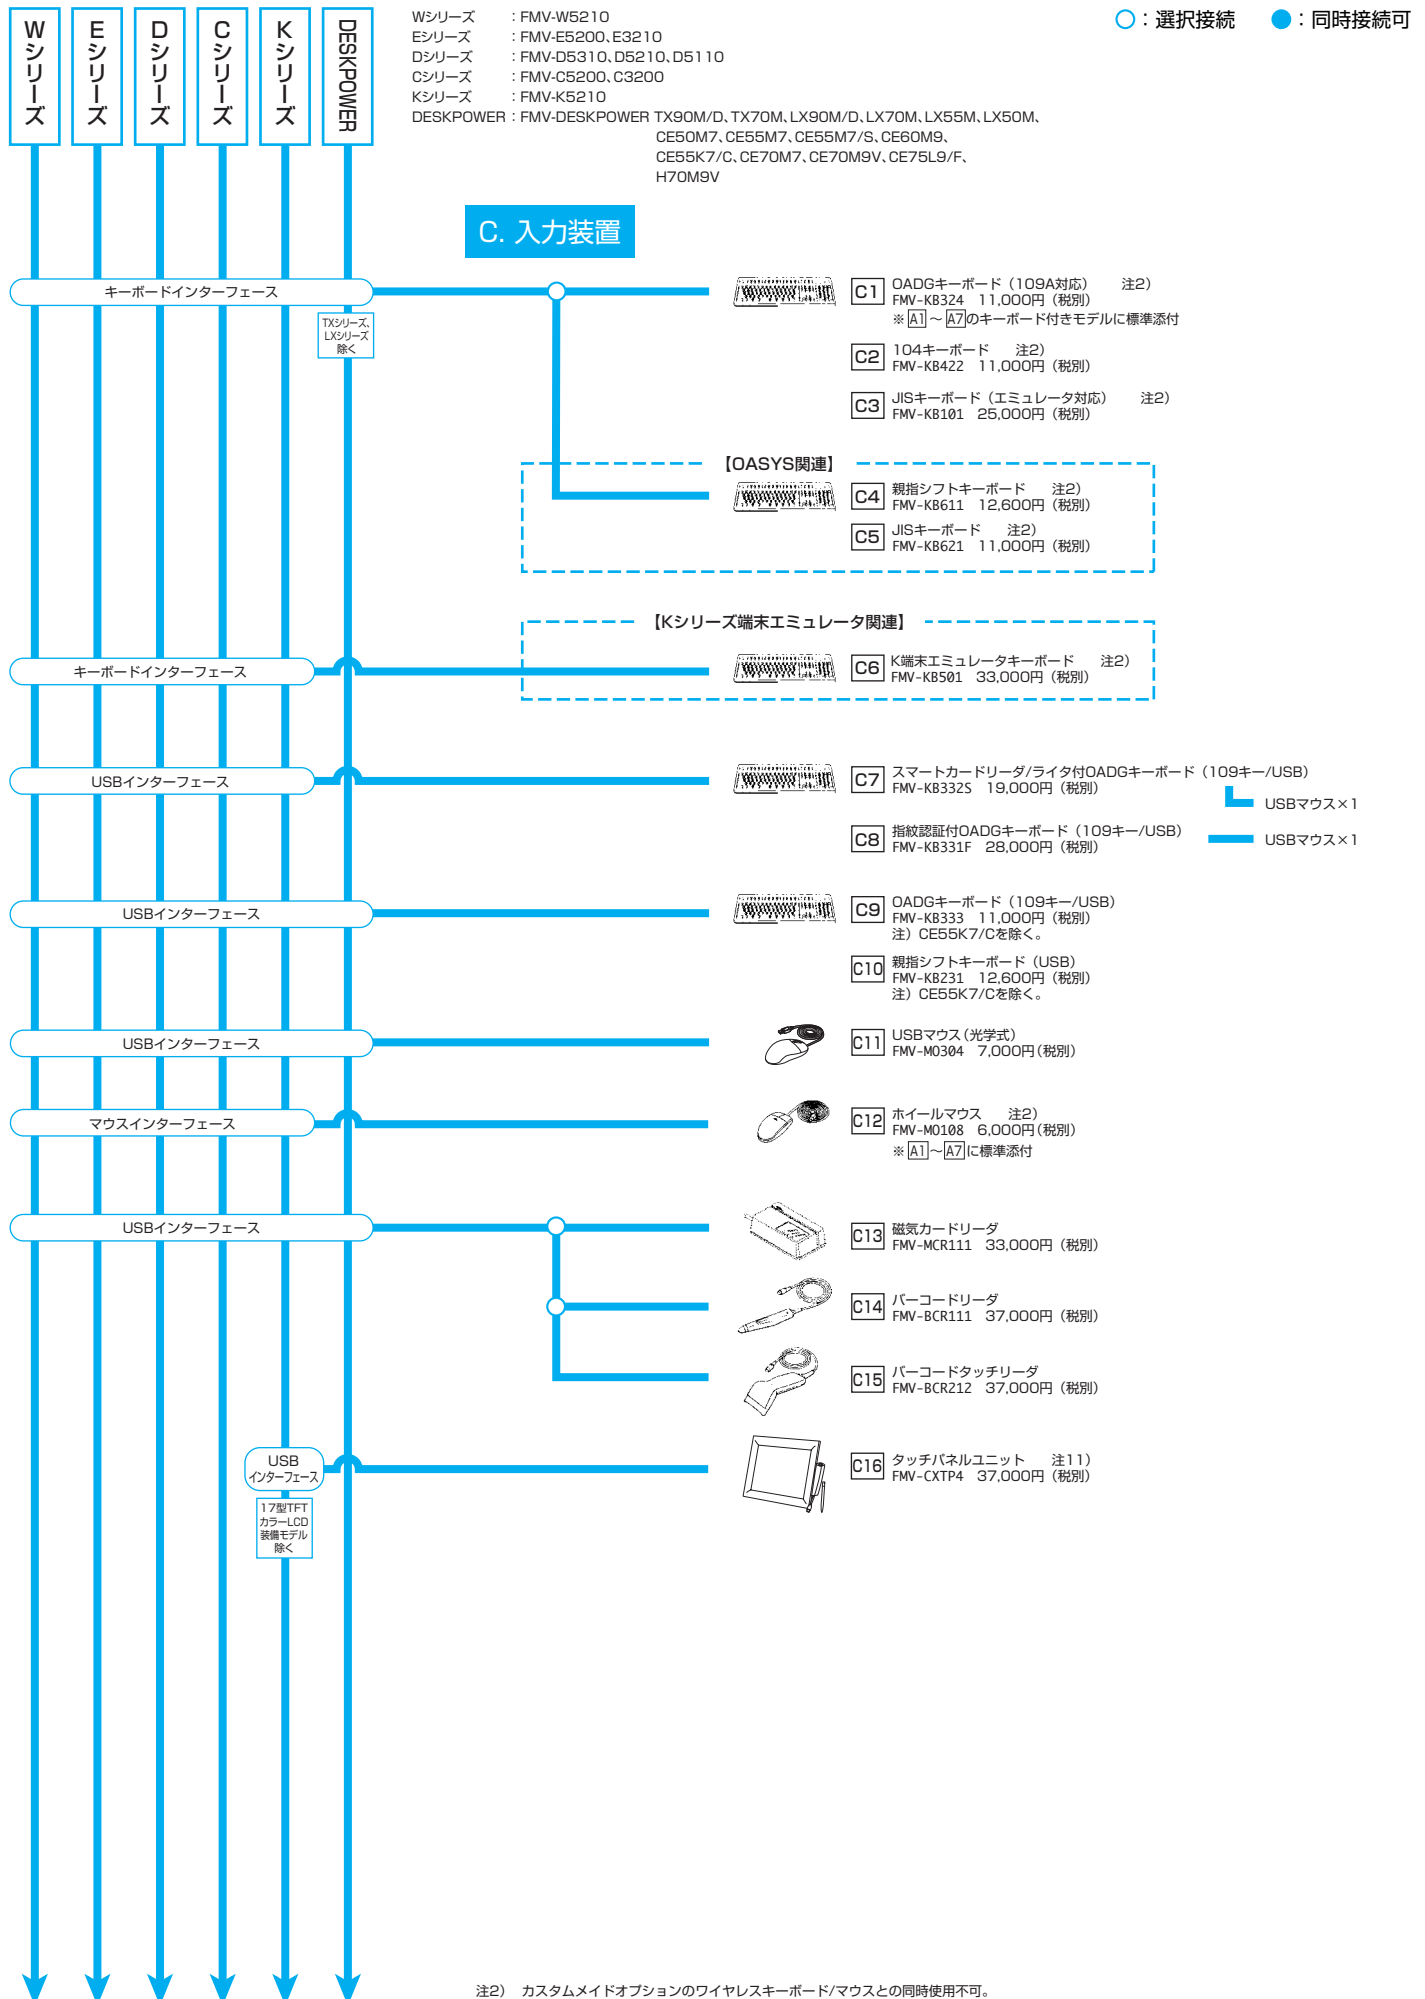 Wシリーズ
Eシリーズ
Dシリーズ
Cシリーズ
Kシリーズ
DESKPOWER
Wシリーズ　：FMV-W5210
Eシリーズ　：FMV-E5200、E3210
Dシリーズ　：FMV-D5310、D5210、D5110
Cシリーズ　：FMV-C5200、C3200
Kシリーズ　：FMV-K5210
DESKPOWER：FMV-DESKPOWER TX90M/D、TX70M、LX90M/D、LX70M、LX55M、LX50M、
CE50M7、CE55M7、CE55M7/S、CE60M9、
CE55K7/C、CE70M7、CE70M9V、CE75L9/F、
H70M9V
○：選択接続　●：同時接続可
C. 入力装置
キーボードインターフェース
TXシリーズ、
LXシリーズ
除く
C1 OADGキーボード（109A対応）　注2）
FMV-KB324　11,000円（税別）
※A1～A7のキーボード付きモデルに標準添付
C2 104キーボード　注2）
FMV-KB422　11,000円（税別）
C3 JISキーボード（エミュレータ対応）　注2）
FMV-KB101　25,000円（税別）
【OASYS関連】
C4 親指シフトキーボード　注2）
FMV-KB611　12,600円（税別）
C5 JISキーボード　注2）
FMV-KB621　11,000円（税別）
【Kシリーズ端末エミュレータ関連】
キーボードインターフェース
C6 K端末エミュレータキーボード　注2）
FMV-KB501　33,000円（税別）
USBインターフェース
C7 スマートカードリーダ/ライタ付OADGキーボード（109キー/USB）
FMV-KB332S　19,000円（税別）
USBマウス×1
C8 指紋認証付OADGキーボード（109キー/USB）
FMV-KB331F　28,000円（税別）
USBマウス×1
USBインターフェース
C9 OADGキーボード（109キー/USB）
FMV-KB333　11,000円（税別）
注）CE55K7/Cを除く。
C10 親指シフトキーボード（USB）
FMV-KB231　12,600円（税別）
注）CE55K7/Cを除く。
USBインターフェース
C11 USBマウス（光学式）
FMV-MO304　7,000円（税別）
マウスインターフェース
C12 ホイールマウス　注2）
FMV-MO108　6,000円（税別）
※A1～A7に標準添付
USBインターフェース
C13 磁気カードリーダ
FMV-MCR111　33,000円（税別）
C14 バーコードリーダ
FMV-BCR111　37,000円（税別）
C15 バーコードタッチリーダ
FMV-BCR212　37,000円（税別）
USB
インターフェース
17型TFT
カラーLCD
装備モデル
除く
C16 タッチパネルユニット　注11）
FMV-CXTP4　37,000円（税別）
注2）　カスタムメイドオプションのワイヤレスキーボード/マウスとの同時使用不可。